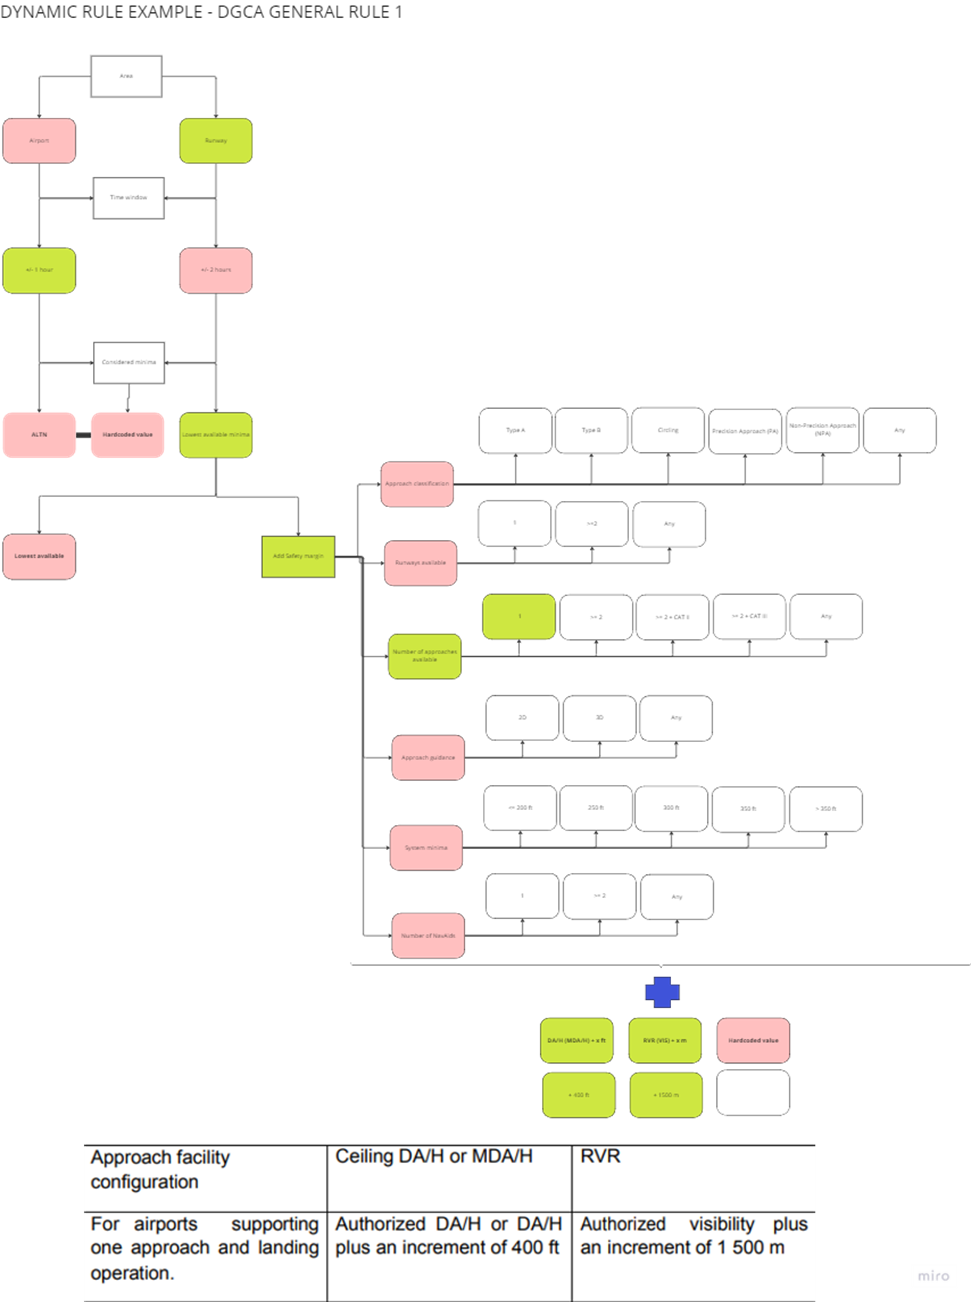 DYNAMIC RULE EXAMPLE - DGCA GENERAL RULE 1
Area
Airport
Runway
Time window
+/- 1 hour
+/- 2 hours
Considered minima
ALTN
Hardcoded value
Lowest available minima
Type A
Type B
Circling
Precision Approach (PA)
Non-Precision Approach
(NPA)
Any
Approach classification
1
>=2
Any
Lowest available
Add Safety margin
Runways available
1
>= 2
>= 2 + CAT II
>= 2 + CAT III
Any
Number of approaches
available
2D
3D
Any
Approach guidance
<= 200 ft
250 ft
300 ft
350 ft
> 350 ft
System minima
1
>= 2
Any
Number of NavAids
DA/H (MDA/H) + x ft
RVR (VIS) + x m
Hardcoded value
+ 400 ft
+ 1500 m
Approach facility
configuration
Ceiling DA/H or MDA/H
RVR
For airports supporting
one approach and landing
operation.
Authorized DA/H or DA/H
plus an increment of 400 ft
Authorized visibility plus
an increment of 1 500 m
miro